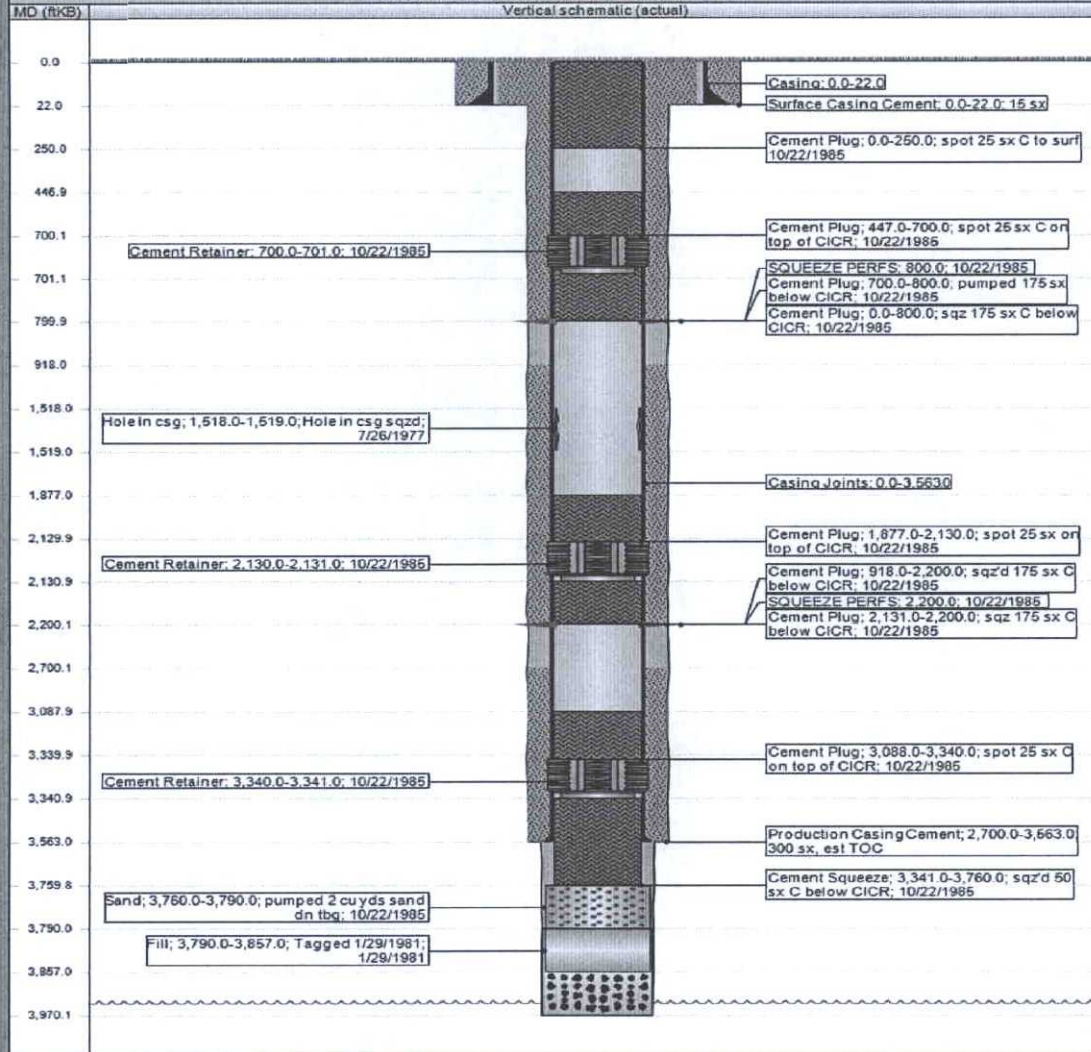 MD (ftKB)
Vertical schematic (actual)
0.0
22.0
250.0
446.9
700.1
701.1
799.9
918.0
1,518.0
1,519.0
1,877.0
2,129.9
2,130.9
2,200.1
2,700.1
3,087.9
3,339.9
3,340.9
3,563.0
3,759.8
3,790.0
3,857.0
3,970.1
Cement Retainer; 700.0-701.0; 10/22/1985
Hole in csg; 1,518.0-1,519.0; Hole in csg sqzd;
7/26/1977
Cement Retainer; 2,130.0-2,131.0; 10/22/1985
Cement Retainer; 3,340.0-3,341.0; 10/22/1985
Sand; 3,760.0-3,790.0; pumped 2 cu yds sand
dn tbg; 10/22/1985
Fill; 3,790.0-3,857.0; Tagged 1/29/1981;
1/29/1981
Casing; 0.0-22.0
Surface Casing Cement; 0.0-22.0; 15 sx
Cement Plug; 0.0-250.0; spot 25 sx C to surf
10/22/1985
Cement Plug; 447.0-700.0; spot 25 sx C on
top of CICR; 10/22/1985
SQUEEZE PERFS; 800.0; 10/22/1985
Cement Plug; 700.0-800.0; pumped 175 sx
below CICR; 10/22/1985
Cement Plug; 0.0-800.0; sqz 175 sx C below
CICR; 10/22/1985
Casing Joints; 0.0-3,563.0
Cement Plug; 1,877.0-2,130.0; spot 25 sx on
top of CICR; 10/22/1985
Cement Plug; 918.0-2,200.0; sqz'd 175 sx C
below CICR; 10/22/1985
SQUEEZE PERFS; 2,200.0; 10/22/1985
Cement Plug; 2,131.0-2,200.0; sqz 175 sx C
below CICR; 10/22/1985
Cement Plug; 3,088.0-3,340.0; spot 25 sx C
on top of CICR; 10/22/1985
Production Casing Cement; 2,700.0-3,563.0;
300 sx, est TOC
Cement Squeeze; 3,341.0-3,760.0; sqz'd 50
sx C below CICR; 10/22/1985